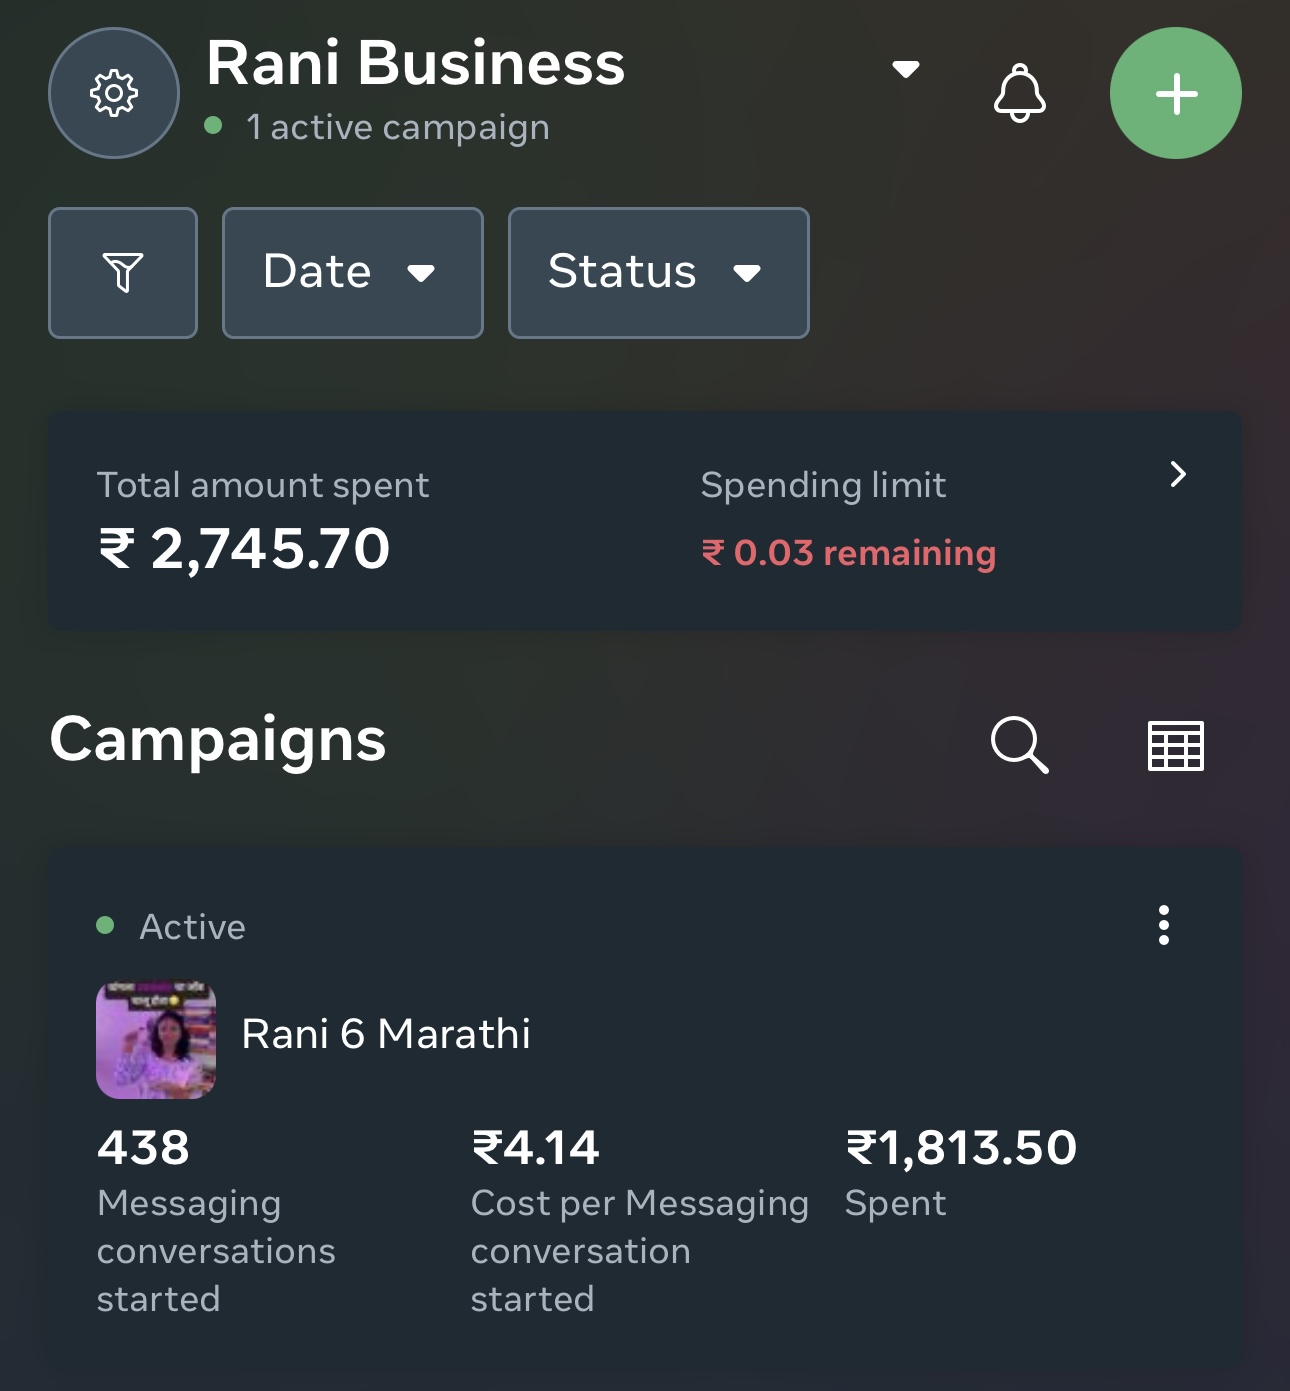 Rani Business
1 active campaign
Date
Status
Total amount spent
Spending limit
₹ 2,745.70
₹ 0.03 remaining
Campaigns
Active
Rani 6 Marathi
438
₹4.14
₹1,813.50
Messaging conversations started
Cost per Messaging conversation started
Spent